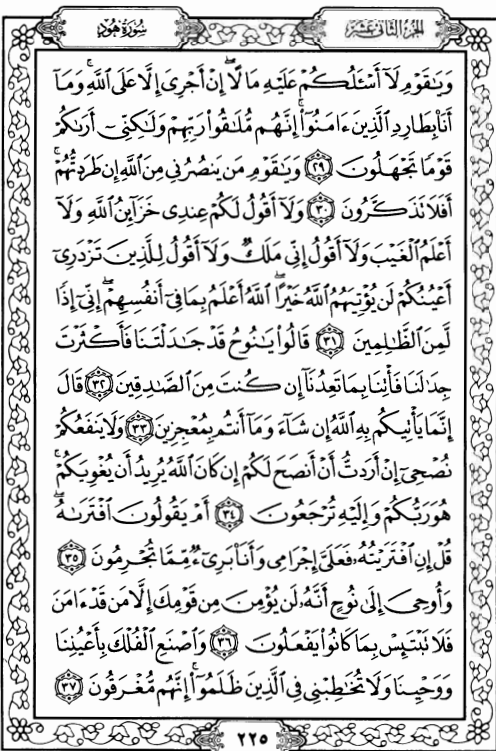 الجزء الثاني عشر
سورة هود
وَيَٰقَوْمِ لَآ أَسْـَٔلُكُمْ عَلَيْهِ مَالًا ۖ إِنْ أَجْرِىَ إِلَّا عَلَى ٱللَّهِ ۚ وَمَآ
أَنَا۠ بِطَارِدِ ٱلَّذِينَ ءَامَنُوٓا۟ ۚ إِنَّهُم مُّلَٰقُوا۟ رَبِّهِمْ وَلَٰكِنِّىٓ أَرَىٰكُمْ
قَوْمًا تَجْهَلُونَ ٢٩ وَيَٰقَوْمِ مَن يَنصُرُنِى مِنَ ٱللَّهِ إِن طَرَدتُّهُمْ ۚ
أَفَلَا تَذَكَّرُونَ ٣٠ وَلَآ أَقُولُ لَكُمْ عِندِى خَزَآئِنُ ٱللَّهِ وَلَآ
أَعْلَمُ ٱلْغَيْبَ وَلَآ أَقُولُ إِنِّى مَلَكٌ وَلَآ أَقُولُ لِلَّذِينَ تَزْدَرِىٓ
أَعْيُنُكُمْ لَن يُؤْتِيَهُمُ ٱللَّهُ خَيْرًا ۖ ٱللَّهُ أَعْلَمُ بِمَا فِىٓ أَنفُسِهِمْ ۖ إِنِّىٓ إِذًا
لَّمِنَ ٱلظَّٰلِمِينَ ٣١ قَالُوا۟ يَٰنُوحُ قَدْ جَٰدَلْتَنَا فَأَكْثَرْتَ
جِدَٰلَنَا فَأْتِنَا بِمَا تَعِدُنَآ إِن كُنتَ مِنَ ٱلصَّٰدِقِينَ ٣٢ قَالَ
إِنَّمَا يَأْتِيكُم بِهِ ٱللَّهُ إِن شَآءَ وَمَآ أَنتُم بِمُعْجِزِينَ ٣٣ وَلَا يَنفَعُكُمْ
نُصْحِىٓ إِنْ أَرَدتُّ أَنْ أَنصَحَ لَكُمْ إِن كَانَ ٱللَّهُ يُرِيدُ أَن يُغْوِيَكُمْ ۚ
هُوَ رَبُّكُمْ وَإِلَيْهِ تُرْجَعُونَ ٣٤ أَمْ يَقُولُونَ ٱفْتَرَىٰهُ ۖ
قُلْ إِنِ ٱفْتَرَيْتُهُۥ فَعَلَىَّ إِجْرَامِى وَأَنَا۠ بَرِىٓءٌ مِّمَّا تُجْرِمُونَ ٣٥
وَأُوحِىَ إِلَىٰ نُوحٍ أَنَّهُۥ لَن يُؤْمِنَ مِن قَوْمِكَ إِلَّا مَن قَدْ ءَامَنَ
فَلَا تَبْتَئِسْ بِمَا كَانُوا۟ يَفْعَلُونَ ٣٦ وَٱصْنَعِ ٱلْفُلْكَ بِأَعْيُنِنَا
وَوَحْيِنَا وَلَا تُخَٰطِبْنِى فِى ٱلَّذِينَ ظَلَمُوٓا۟ ۚ إِنَّهُم مُّغْرَقُونَ ٣٧
٢٢٥